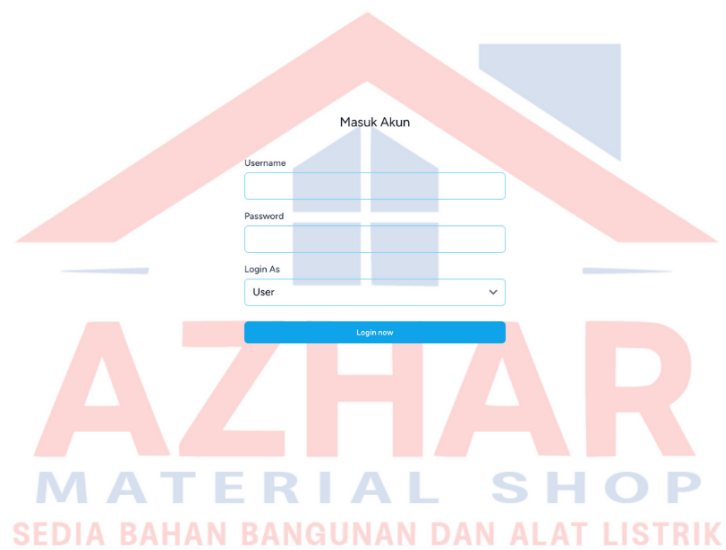 Masuk Akun
Username
Password
Login As
User
Login now
AZHAR
MATERIAL SHOP
SEDIA BAHAN BANGUNAN DAN ALAT LISTRIK